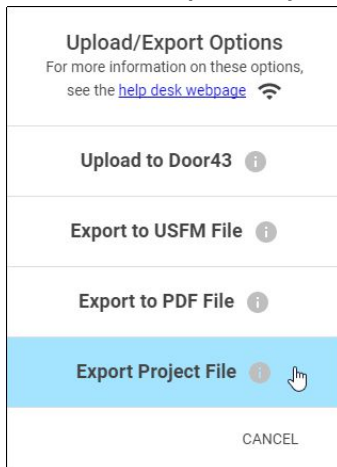 Upload/Export Options
For more information on these options,
see the help desk webpage
Upload to Door43
Export to USFM File
Export to PDF File
Export Project File
CANCEL